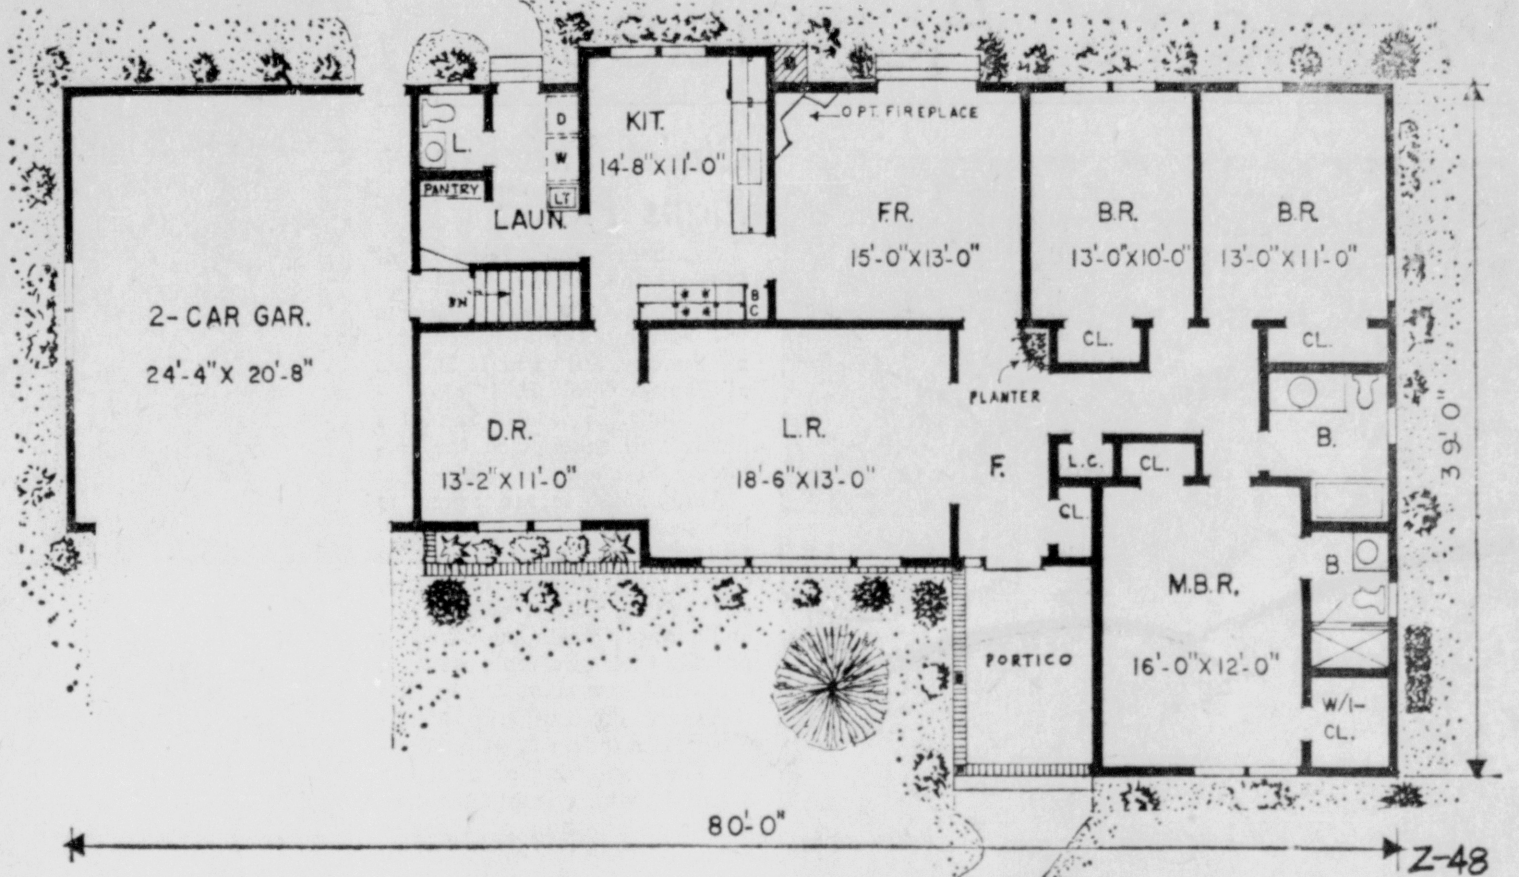 OPT. FIREPLACE
D
W
LT
L.
PANTRY
LAUN.
KIT.
14'-8"X11'-0"
F.R.
15'-0"X13'-0"
B.R.
13'-0"X10'-0"
B.R.
13'-0"X11'-0"
2-CAR GAR.
24'-4"X 20'-8"
DN
B
C
CL.
CL.
PLANTER
D.R.
13'-2"X11'-0"
L.R.
18'-6"X13'-0"
F.
L.C.
CL.
CL.
B.
39'-0"
M.B.R.
16'-0"X12'-0"
B.
PORTICO
W/I-
CL.
80'-0"
Z-48